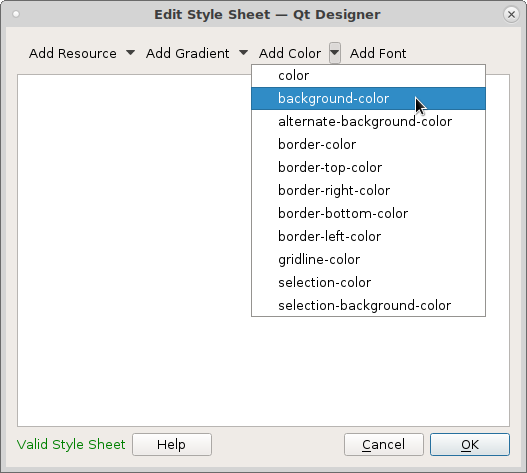 Edit Style Sheet — Qt Designer
Add Resource Add Gradient Add Color Add Font
color
background-color
alternate-background-color
border-color
border-top-color
border-right-color
border-bottom-color
border-left-color
gridline-color
selection-color
selection-background-color
Valid Style Sheet Help Cancel OK